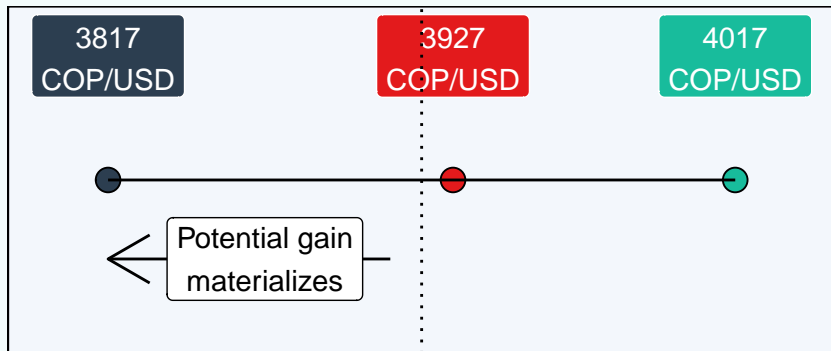 3817
COP/USD
3927
COP/USD
4017
COP/USD
Potential gain
materializes